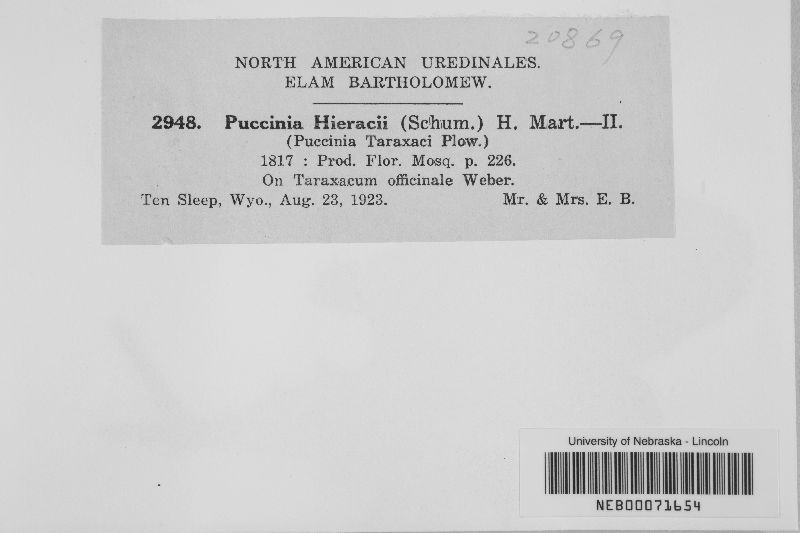 20869
NORTH AMERICAN UREDINALES.
ELAM BARTHOLOMEW.
2948. Puccinia Hieracii (Schum.) H. Mart.—II.
(Puccinia Taraxaci Plow.)
1817 : Prod. Flor. Mosq. p. 226.
On Taraxacum officinale Weber.
Ten Sleep, Wyo., Aug. 23, 1923. Mr. & Mrs. E. B.
University of Nebraska - Lincoln
NEB00071654